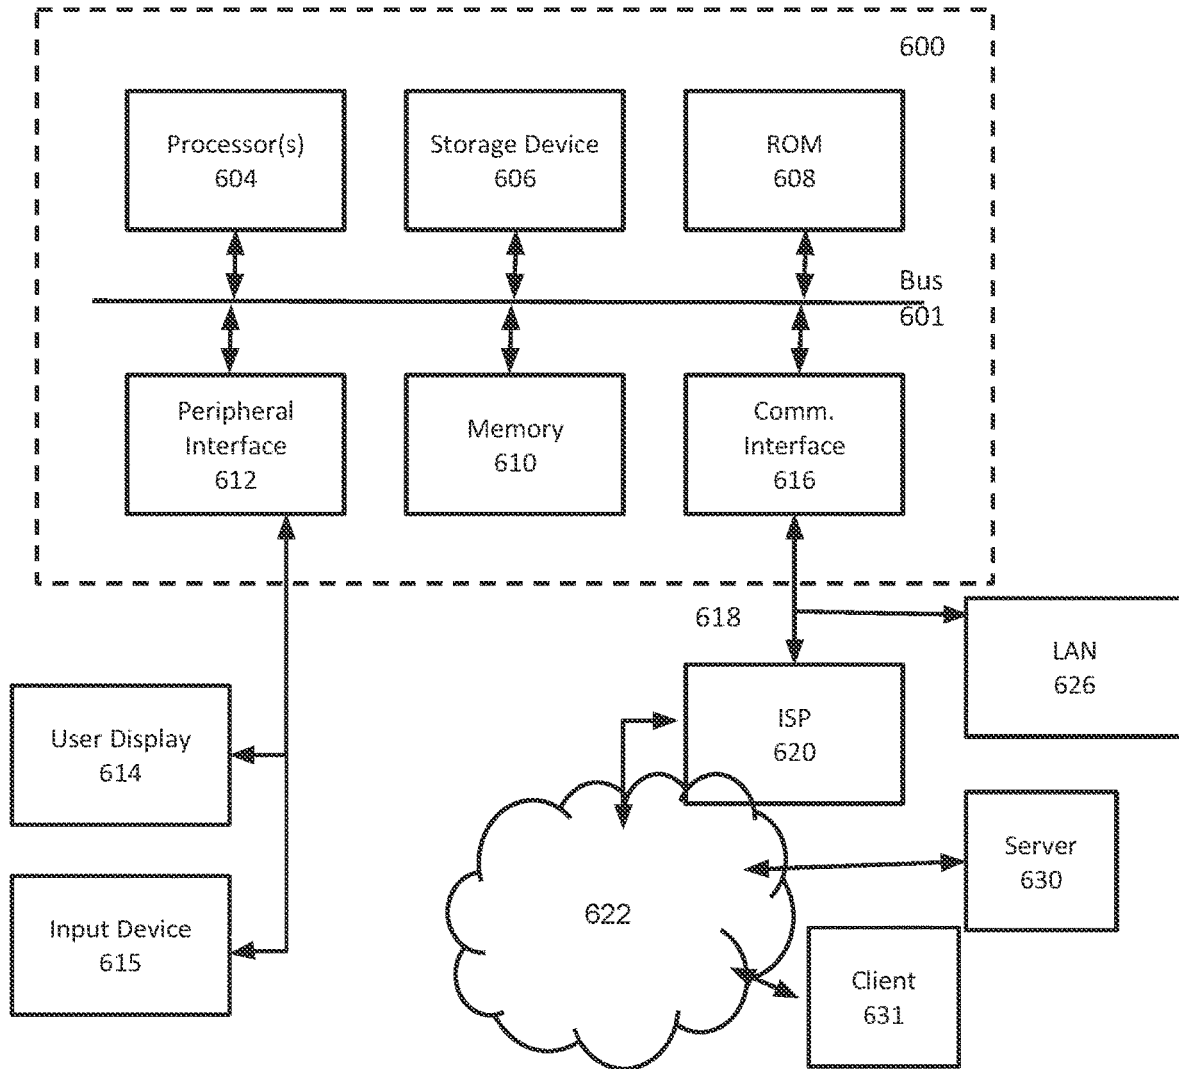 600
Processor(s)
604
Storage Device
606
ROM
608
Bus
601
Peripheral
Interface
612
Memory
610
Comm.
Interface
616
618
LAN
626
ISP
620
User Display
614
Server
630
622
Input Device
615
Client
631